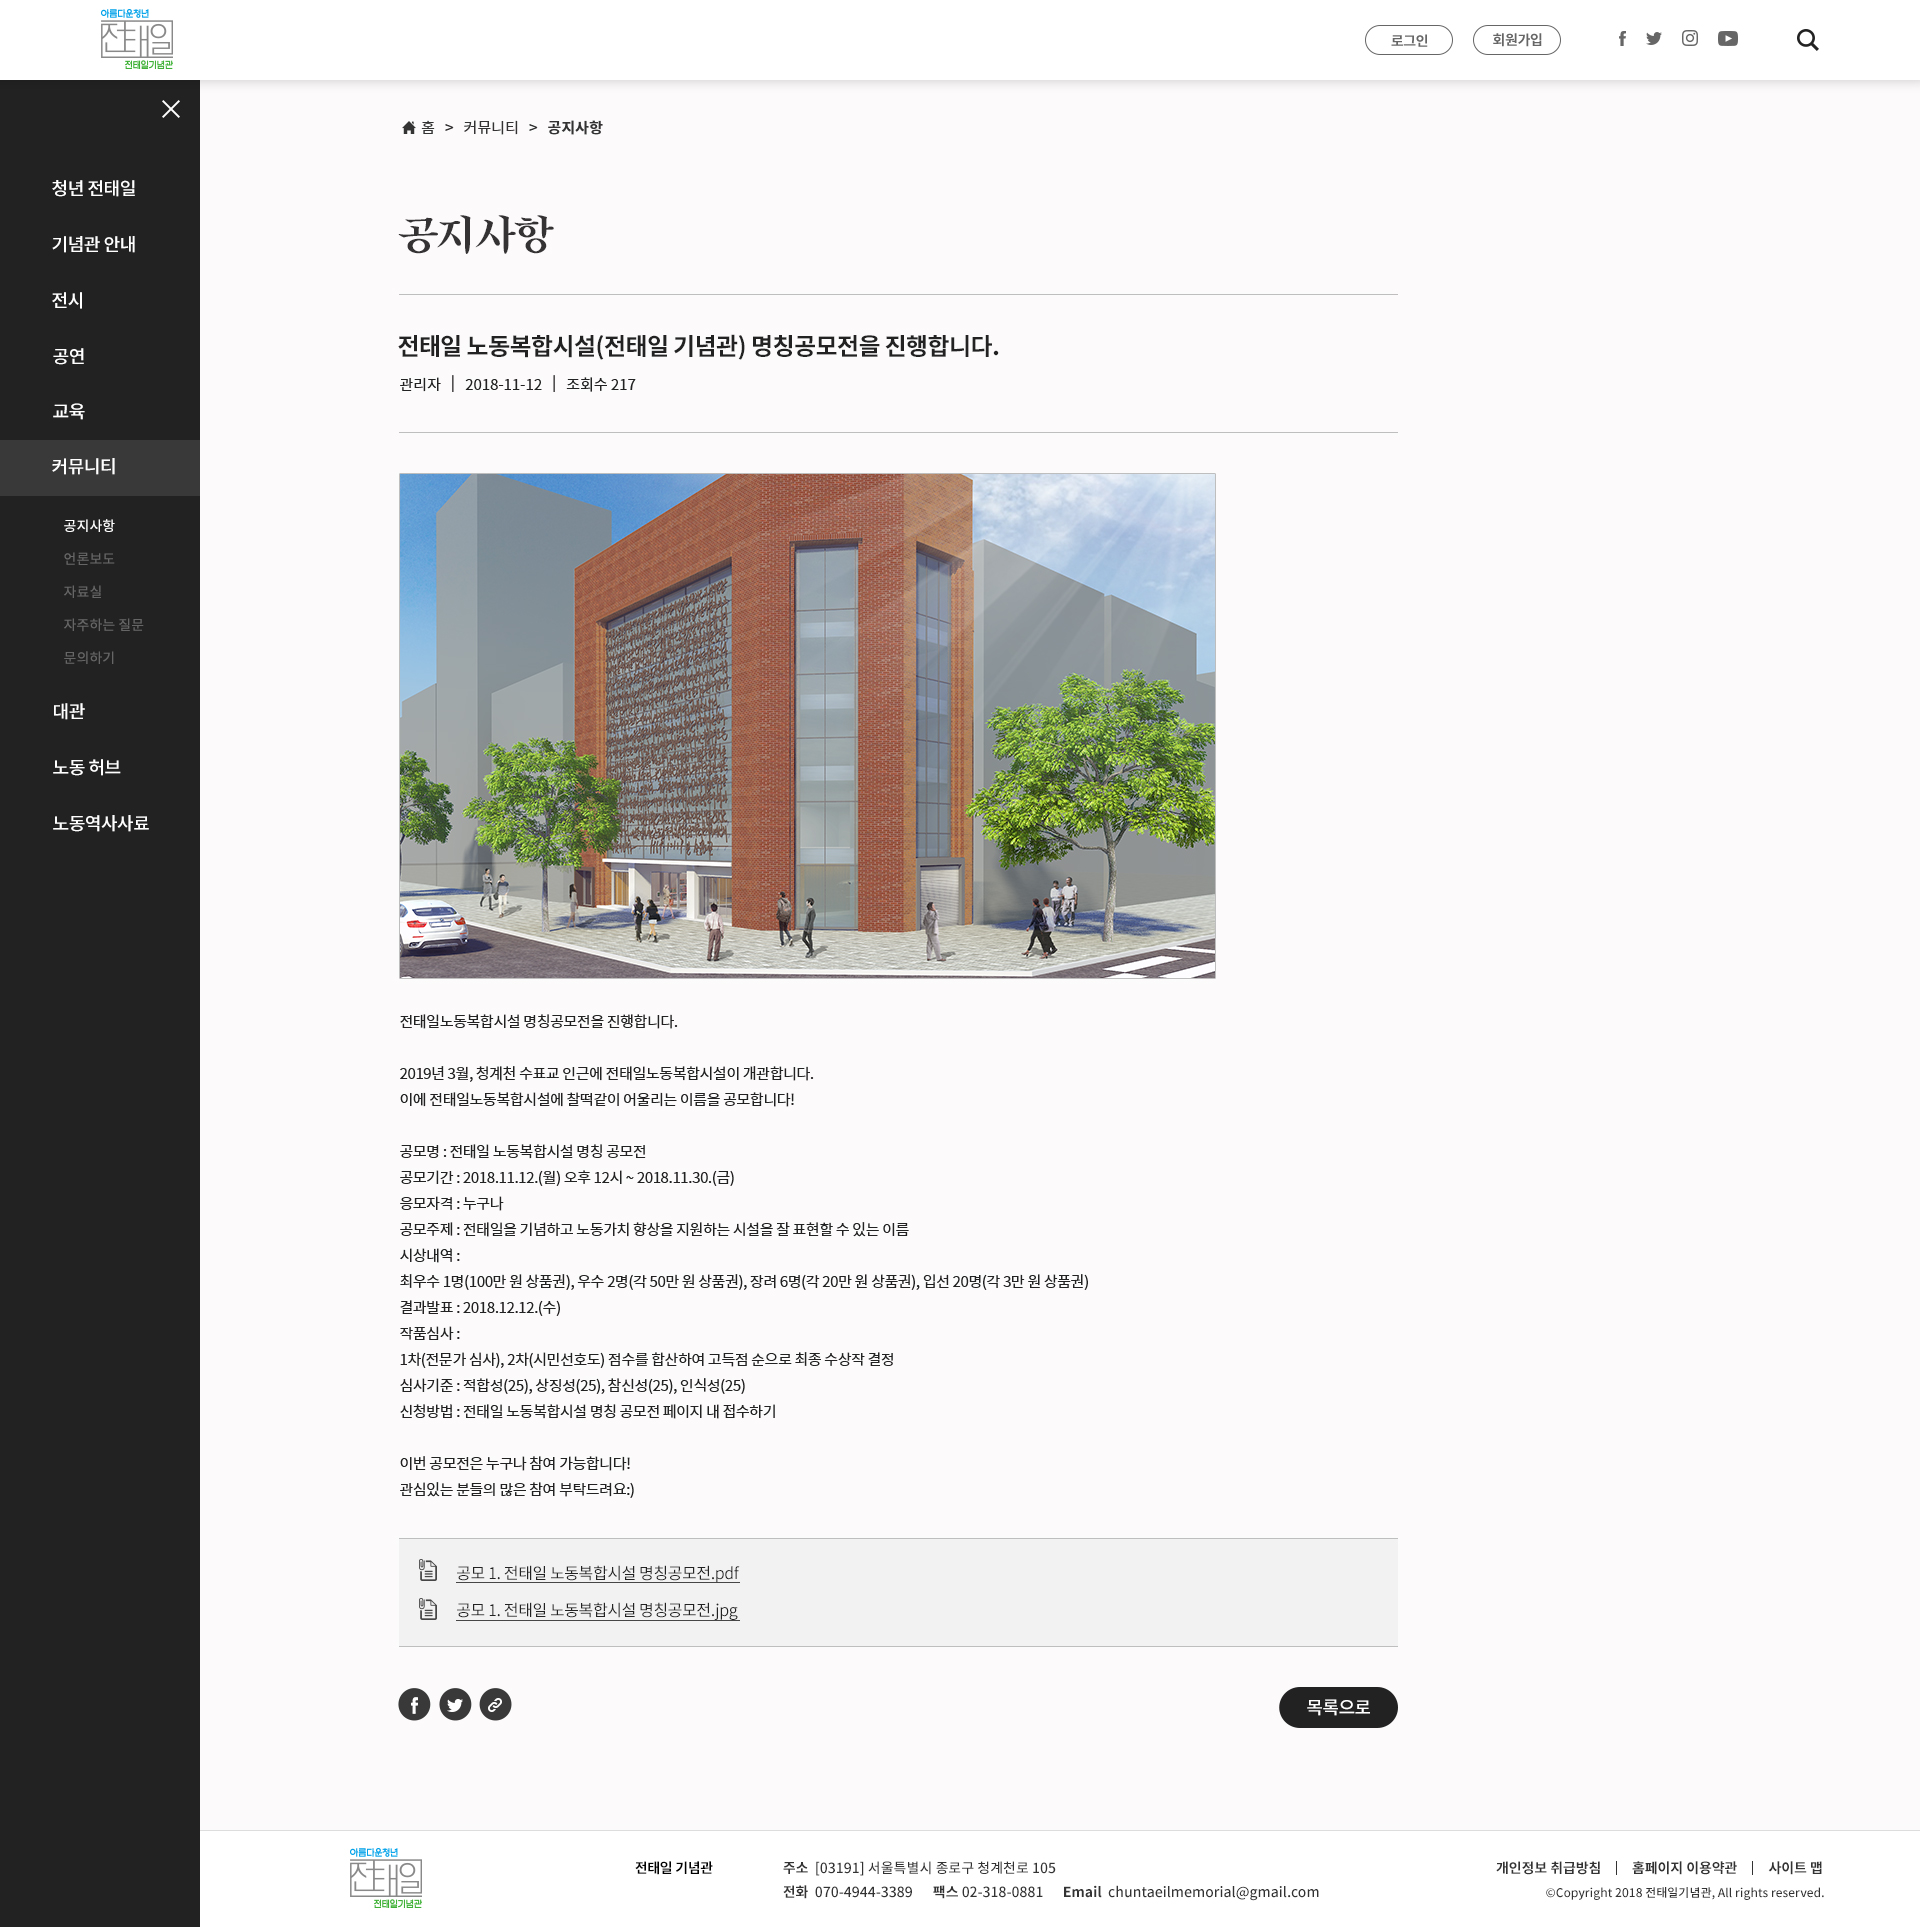 아름다운청년
전태일
전태일기념관
로그인
회원가입
홈 > 커뮤니티 > 공지사항
청년 전태일
기념관 안내
전시
공연
교육
커뮤니티
공지사항
언론보도
자료실
자주하는 질문
문의하기
대관
노동 허브
노동역사사료
공지사항
전태일 노동복합시설(전태일 기념관) 명칭공모전을 진행합니다.
관리자 | 2018-11-12 | 조회수 217
전태일노동복합시설 명칭공모전을 진행합니다.
2019년 3월, 청계천 수표교 인근에 전태일노동복합시설이 개관합니다.
이에 전태일노동복합시설에 찰떡같이 어울리는 이름을 공모합니다!
공모명 : 전태일 노동복합시설 명칭 공모전
공모기간 : 2018.11.12.(월) 오후 12시 ~ 2018.11.30.(금)
응모자격 : 누구나
공모주제 : 전태일을 기념하고 노동가치 향상을 지원하는 시설을 잘 표현할 수 있는 이름
시상내역 :
최우수 1명(100만 원 상품권), 우수 2명(각 50만 원 상품권), 장려 6명(각 20만 원 상품권), 입선 20명(각 3만 원 상품권)
결과발표 : 2018.12.12.(수)
작품심사 :
1차(전문가 심사), 2차(시민선호도) 점수를 합산하여 고득점 순으로 최종 수상작 결정
심사기준 : 적합성(25), 상징성(25), 참신성(25), 인식성(25)
신청방법 : 전태일 노동복합시설 명칭 공모전 페이지 내 접수하기
이번 공모전은 누구나 참여 가능합니다!
관심있는 분들의 많은 참여 부탁드려요:)
공모 1. 전태일 노동복합시설 명칭공모전.pdf
공모 1. 전태일 노동복합시설 명칭공모전.jpg
목록으로
아름다운청년
전태일
전태일기념관
전태일 기념관
주소 [03191] 서울특별시 종로구 청계천로 105
전화 070-4944-3389 팩스 02-318-0881 Email chuntaeilmemorial@gmail.com
개인정보 취급방침 | 홈페이지 이용약관 | 사이트 맵
©Copyright 2018 전태일기념관, All rights reserved.